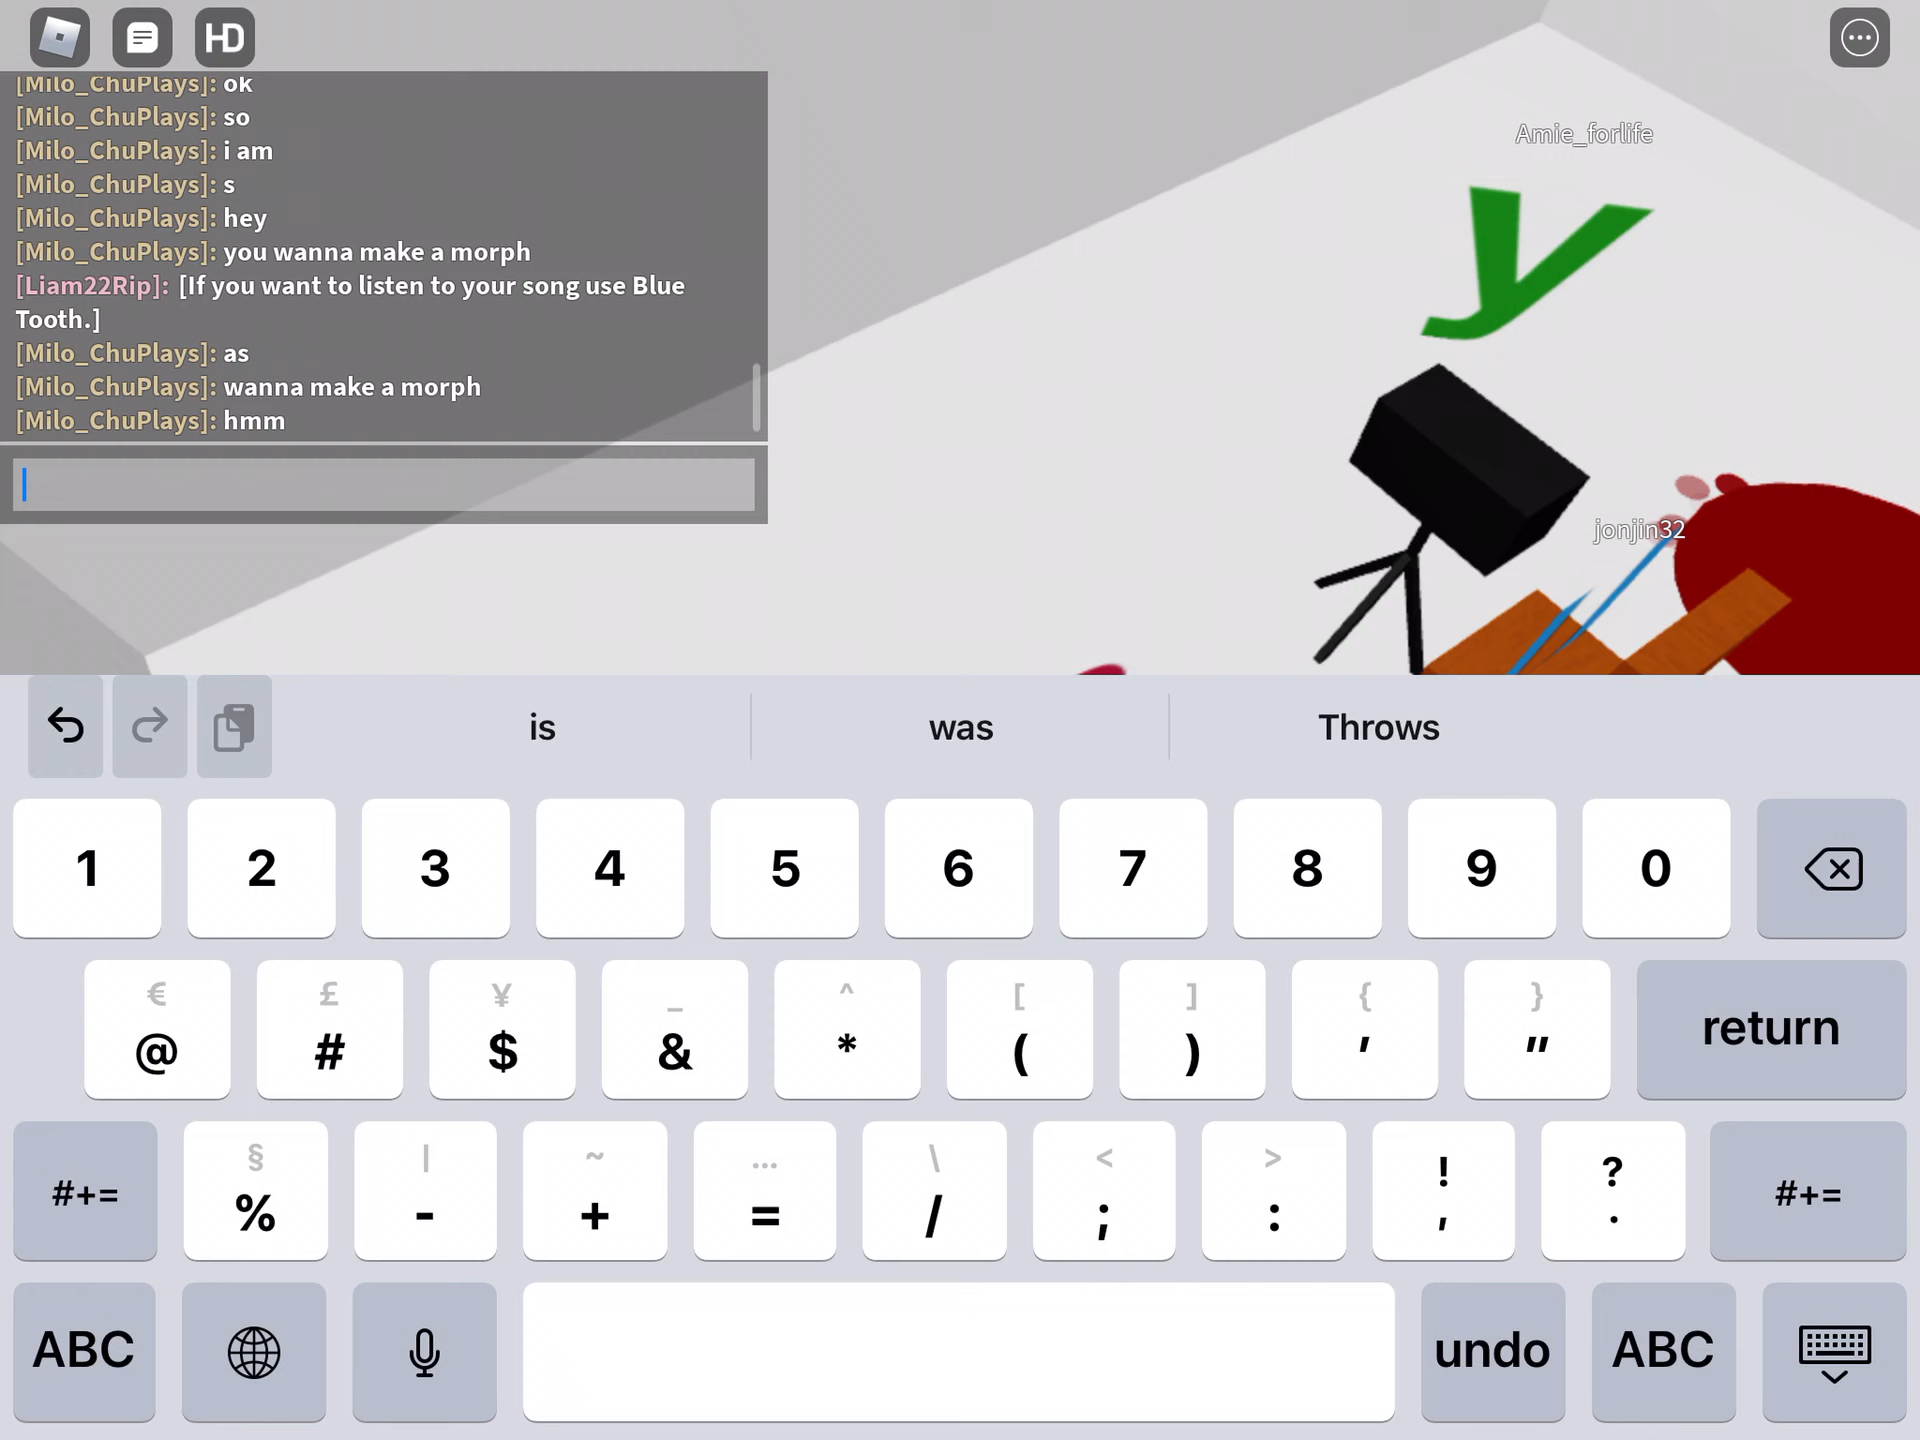 HD
[Milo_ChuPlays]: ok
[Milo_ChuPlays]: so
[Milo_ChuPlays]: i am
[Milo_ChuPlays]: s
[Milo_ChuPlays]: hey
[Milo_ChuPlays]: you wanna make a morph
[Liam22Rip]: [If you want to listen to your song use Blue
Tooth.]
[Milo_ChuPlays]: as
[Milo_ChuPlays]: wanna make a morph
[Milo_ChuPlays]: hmm
Amie_forlife
y
jonjin32
is was Throws
1 2 3 4 5 6 7 8 9 0
€ £ ¥ _ ^ [ ] { }
@ # $ & * ( ) ' " return
§ | ~ … \ < > ! ?
#+= % - + = / ; : , . #+=
ABC undo ABC